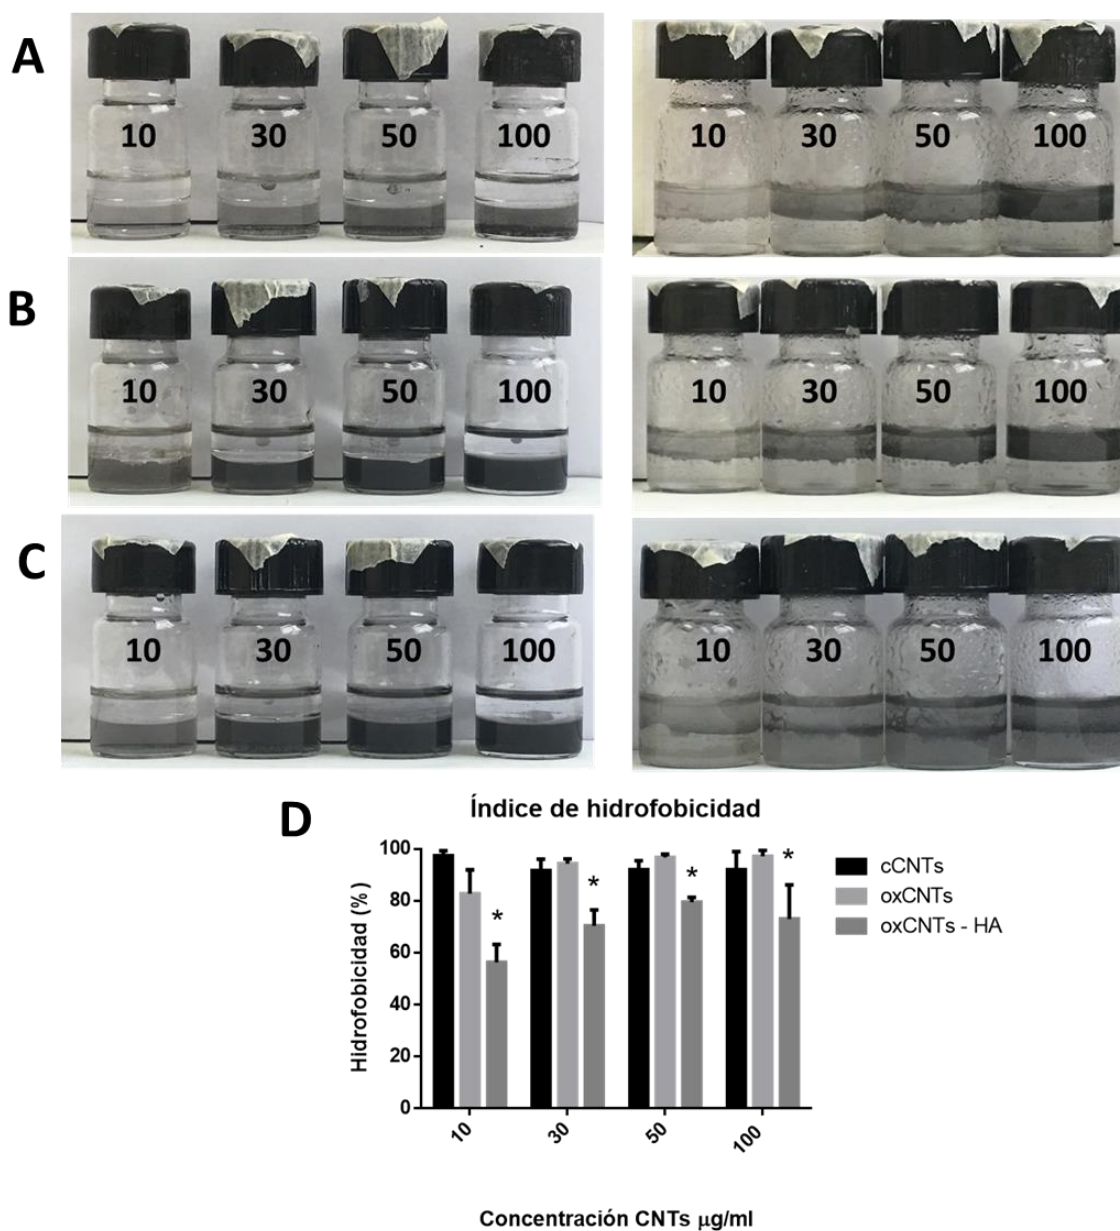 A
10 30 50 100
10 30 50 100
B
10 30 50 100
10 30 50 100
C
10 30 50 100
10 30 50 100
D
Índice de hidrofobicidad
Hidrofobicidad (%)
100
80
60
40
20
0
*
*
*
*
10
30
50
100
cCNTs
oxCNTs
oxCNTs - HA
Concentración CNTs µg/ml